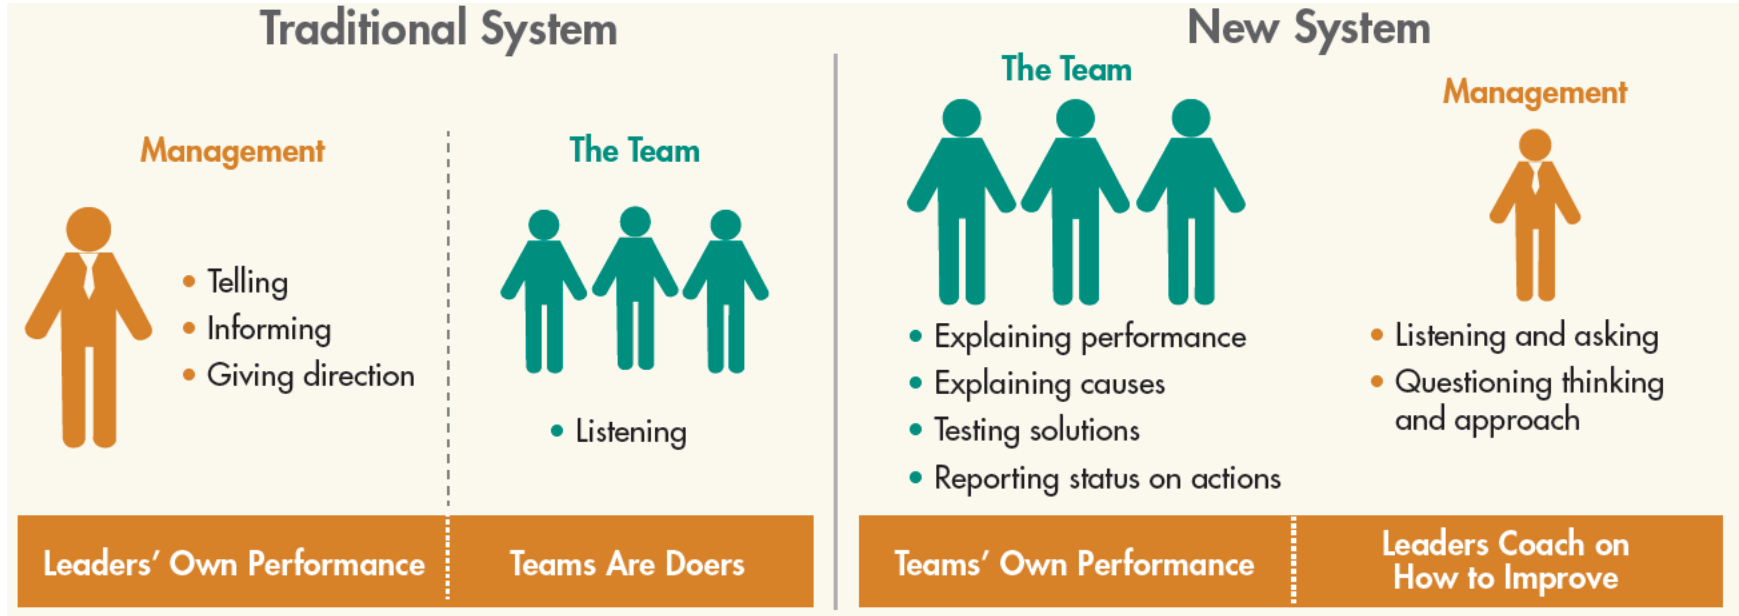 Traditional System
Management
• Telling
• Informing
• Giving direction
Leaders’ Own Performance
The Team
• Listening
Teams Are Doers
New System
The Team
• Explaining performance
• Explaining causes
• Testing solutions
• Reporting status on actions
Teams’ Own Performance
Management
• Listening and asking
• Questioning thinking
and approach
Leaders Coach on
How to Improve